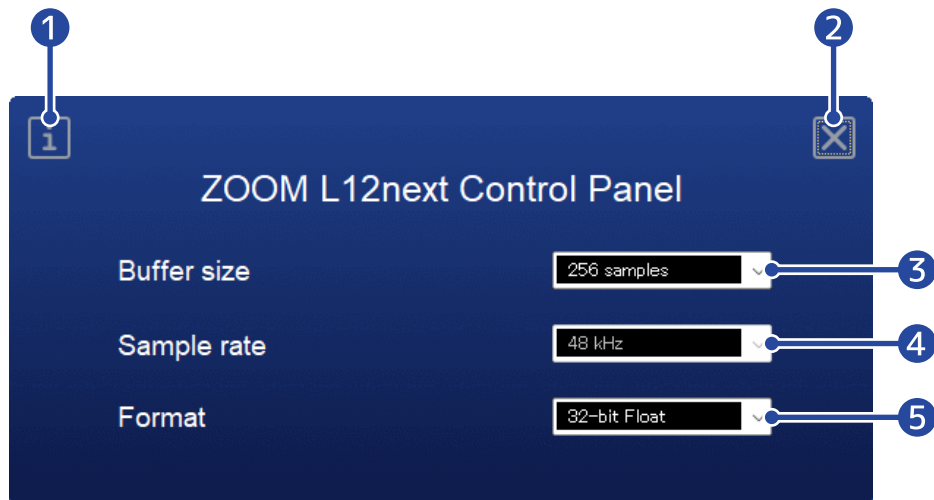 1 2
i
ZOOM L12next Control Panel
Buffer size 256 samples 3
Sample rate 48 kHz 4
Format 32-bit Float 5